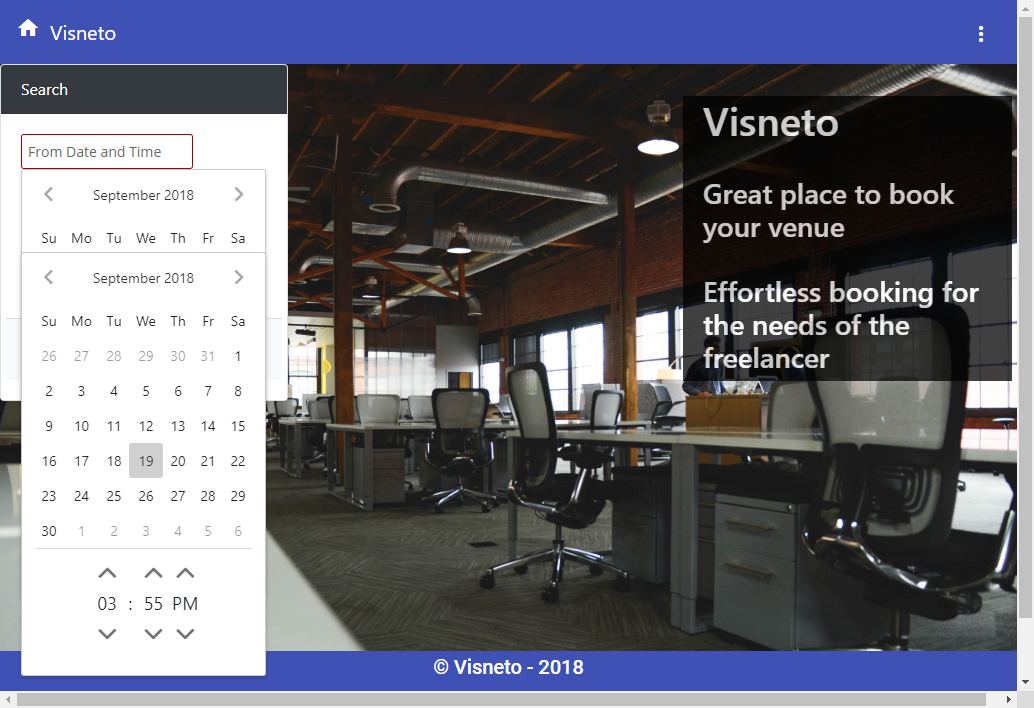 Visneto
Search
From Date and Time
September 2018
Su Mo Tu We Th Fr Sa
September 2018
Su Mo Tu We Th Fr Sa
26 27 28 29 30 31 1
2 3 4 5 6 7 8
9 10 11 12 13 14 15
16 17 18 19 20 21 22
23 24 25 26 27 28 29
30 1 2 3 4 5 6
03 : 55 PM
Visneto
Great place to book
your venue
Effortless booking for
the needs of the
freelancer
© Visneto - 2018